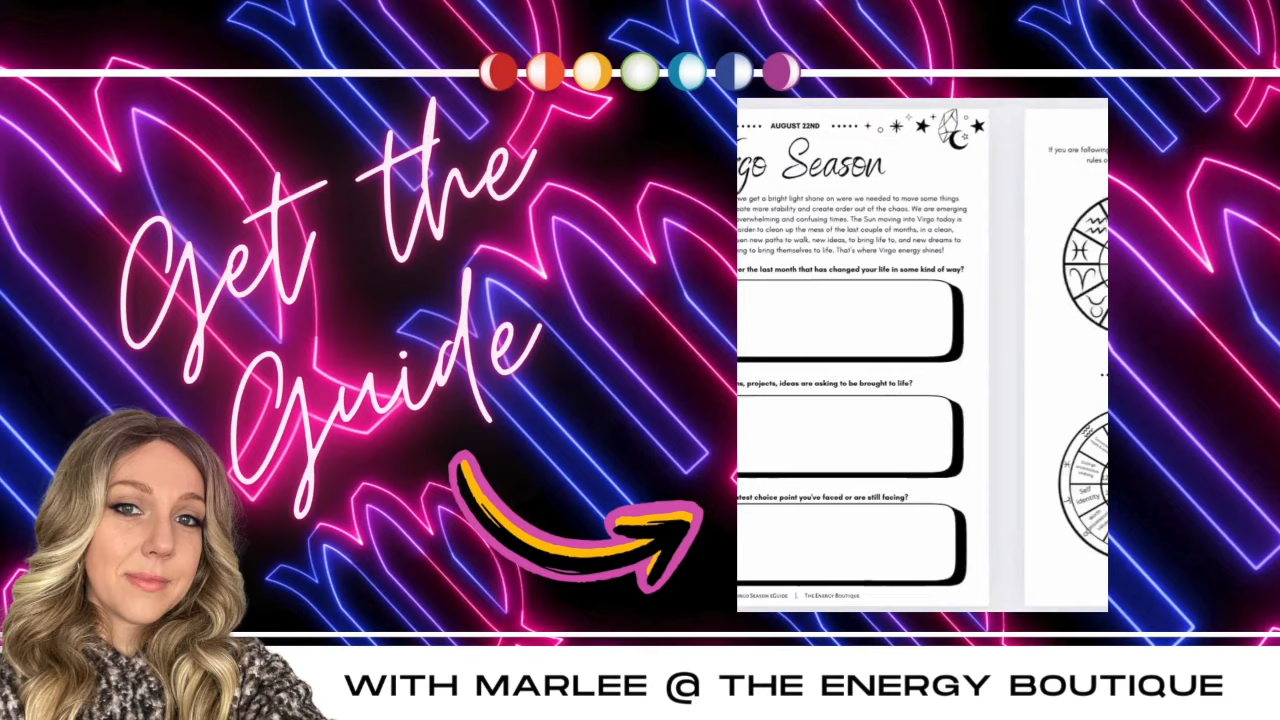 Get the
Guide
AUGUST 22ND
Season
we get a bright light shone on were we needed to move some things
more stability and create order out of the chaos. We are emerging
overwhelming and confusing times. The Sun moving into Virgo today is
order to clean up the mess of the last couple of months, in a clean,
new paths to walk, new ideas, to bring life to, and new dreams to
to bring themselves to life. That's where Virgo energy shines!
the last month that has changed your life in some kind of way?
projects, ideas are asking to be brought to life?
choice point you've faced or are still facing?
Season eGuide | The Energy Boutique
If you are following
rules
Self
Identity
WITH MARLEE @ THE ENERGY BOUTIQUE